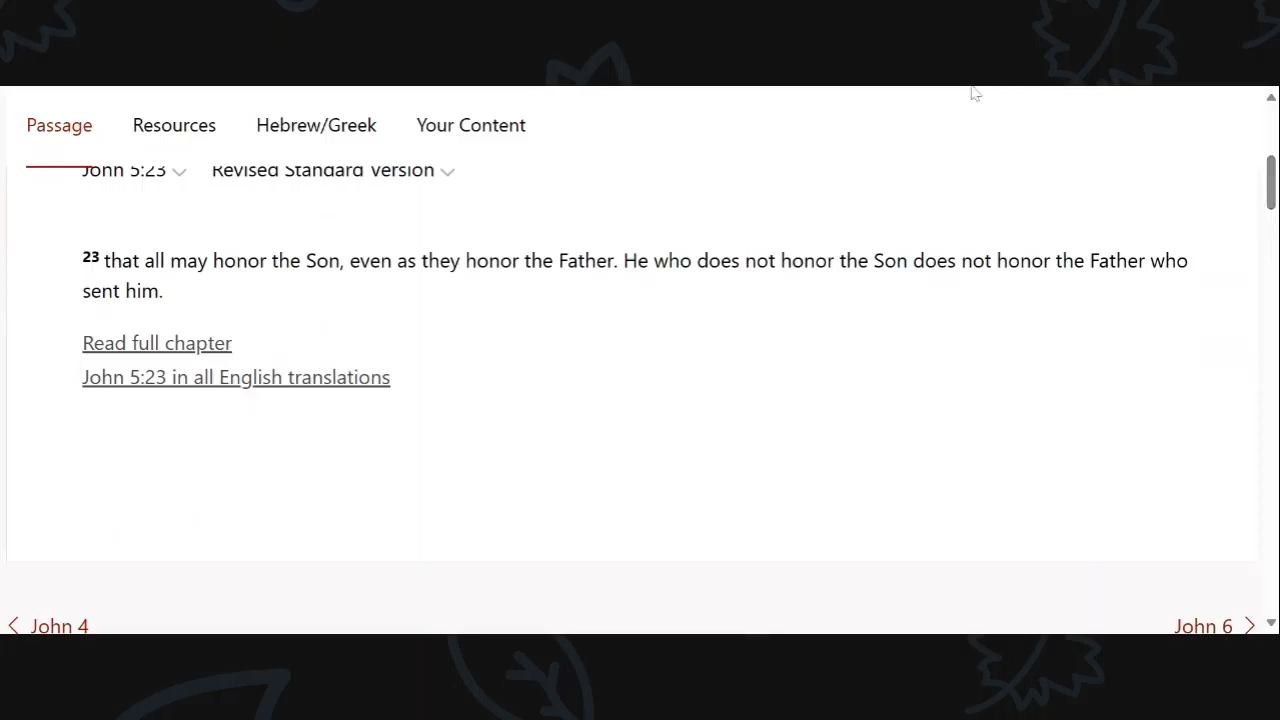 Passage Resources Hebrew/Greek Your Content
John 5:23 Revised Standard Version
23 that all may honor the Son, even as they honor the Father. He who does not honor the Son does not honor the Father who
sent him.
Read full chapter
John 5:23 in all English translations
John 4 John 6